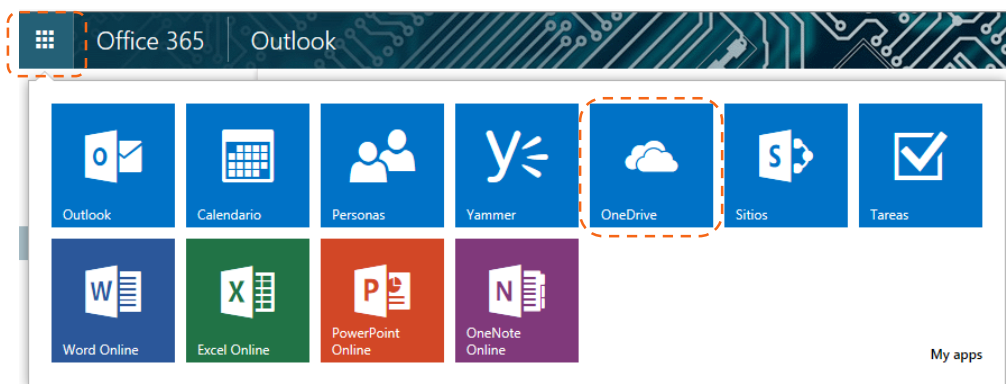 Office 365 Outlook
Outlook
Calendario
Personas
Yammer
OneDrive
Sitios
Tareas
Word Online
Excel Online
PowerPoint
Online
OneNote
Online
My apps